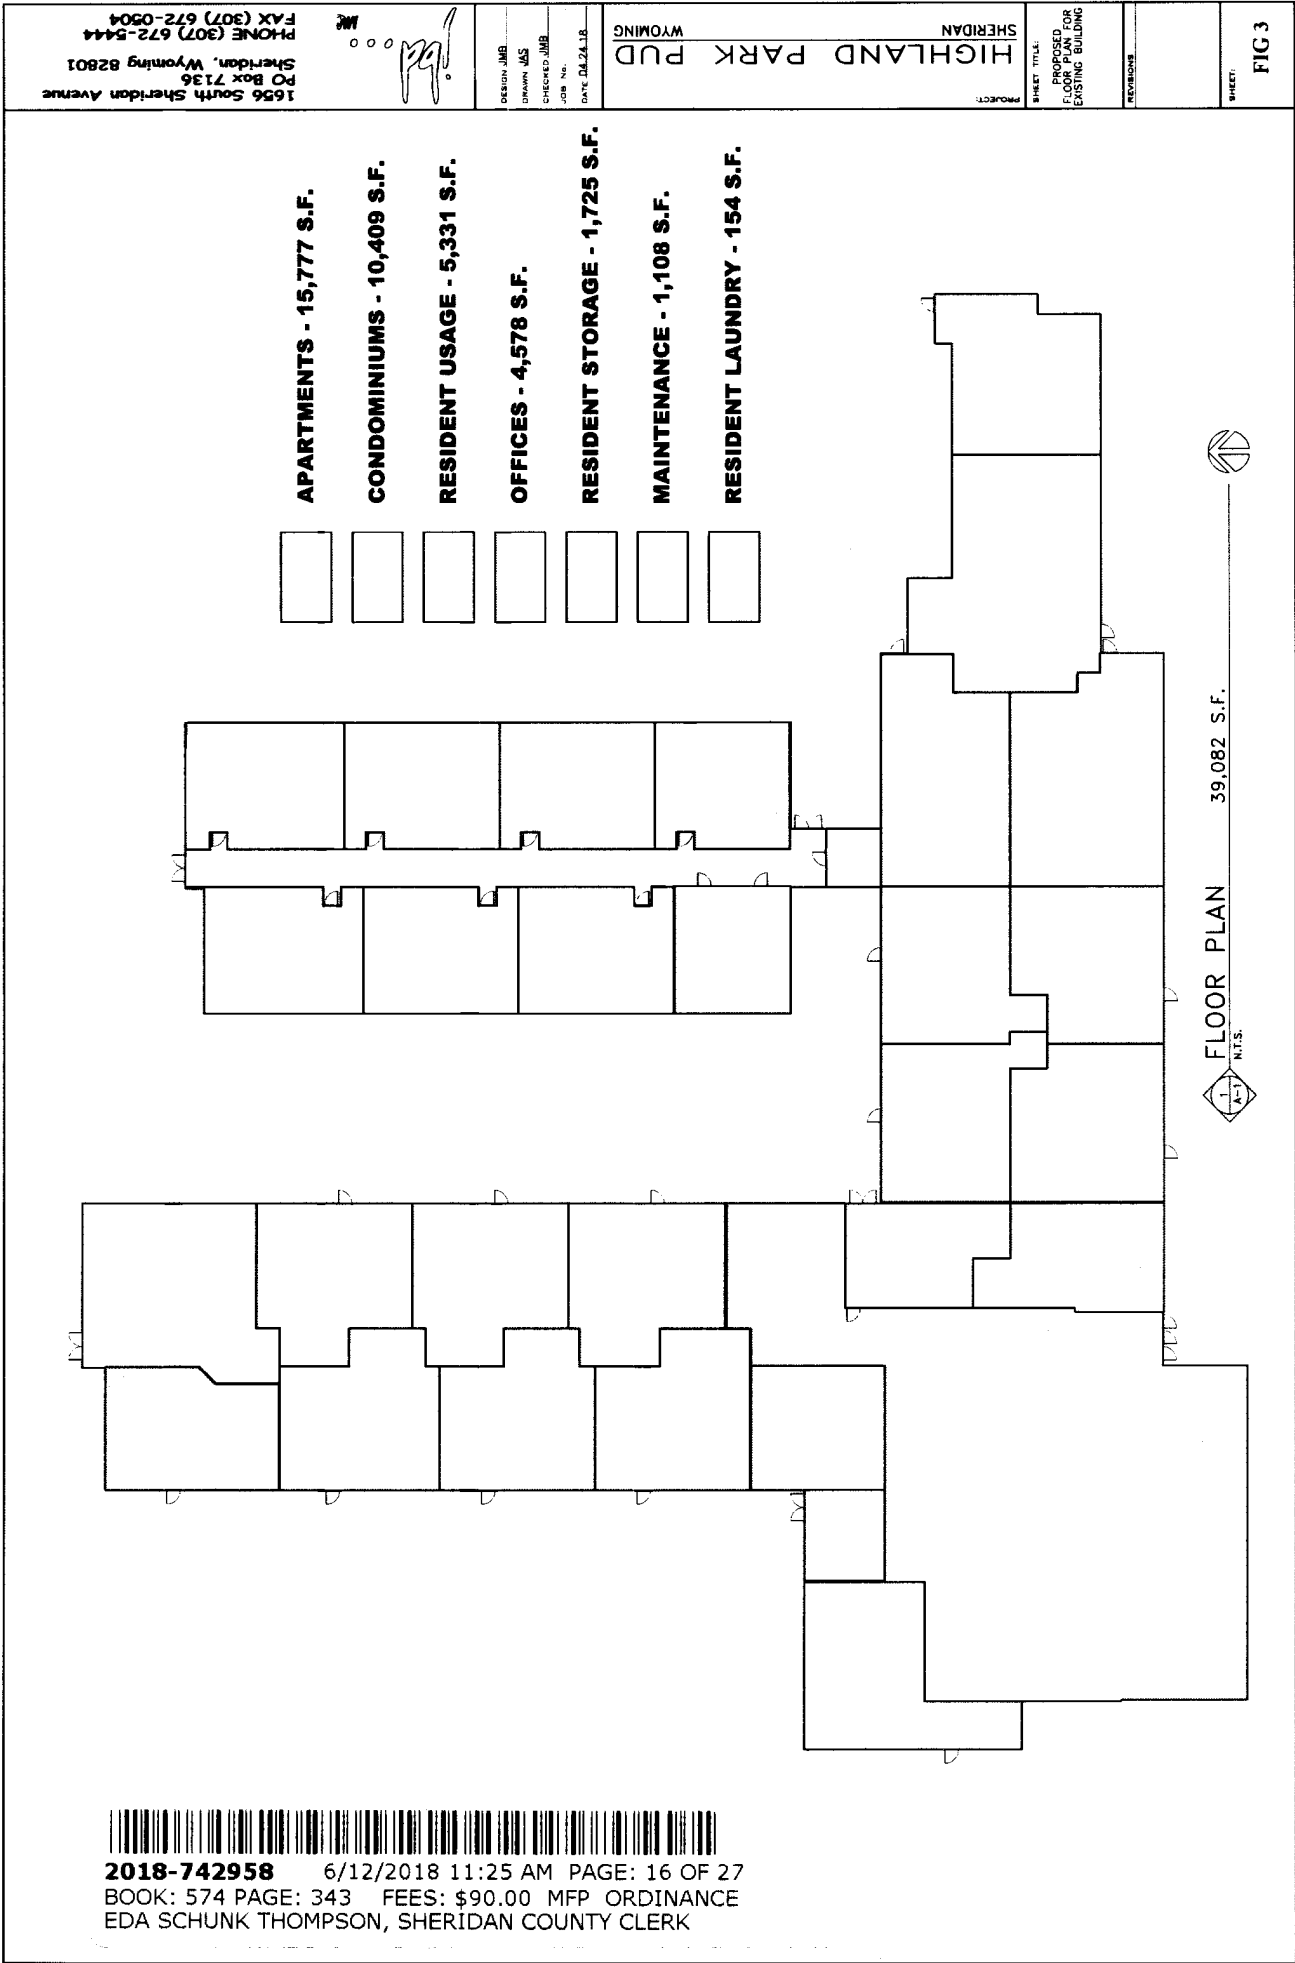 1656 South Sheridan Avenue
PO Box 7136
Sheridan, Wyoming 82801
PHONE (307) 672-5444
FAX (307) 672-0504
jbd
inc
DESIGN JMB
DRAWN JAS
CHECKED JMB
JOB No.
DATE 04.24.18
PROJECT:
HIGHLAND PARK PUD
SHERIDAN WYOMING
SHEET TITLE:
PROPOSED
FLOOR PLAN FOR
EXISTING BUILDING
REVISIONS
SHEET:
FIG 3
APARTMENTS - 15,777 S.F.
CONDOMINIUMS - 10,409 S.F.
RESIDENT USAGE - 5,331 S.F.
OFFICES - 4,578 S.F.
RESIDENT STORAGE - 1,725 S.F.
MAINTENANCE - 1,108 S.F.
RESIDENT LAUNDRY - 154 S.F.
1
A-1
FLOOR PLAN 39,082 S.F.
N.T.S.
2018-742958 6/12/2018 11:25 AM PAGE: 16 OF 27
BOOK: 574 PAGE: 343 FEES: $90.00 MFP ORDINANCE
EDA SCHUNK THOMPSON, SHERIDAN COUNTY CLERK